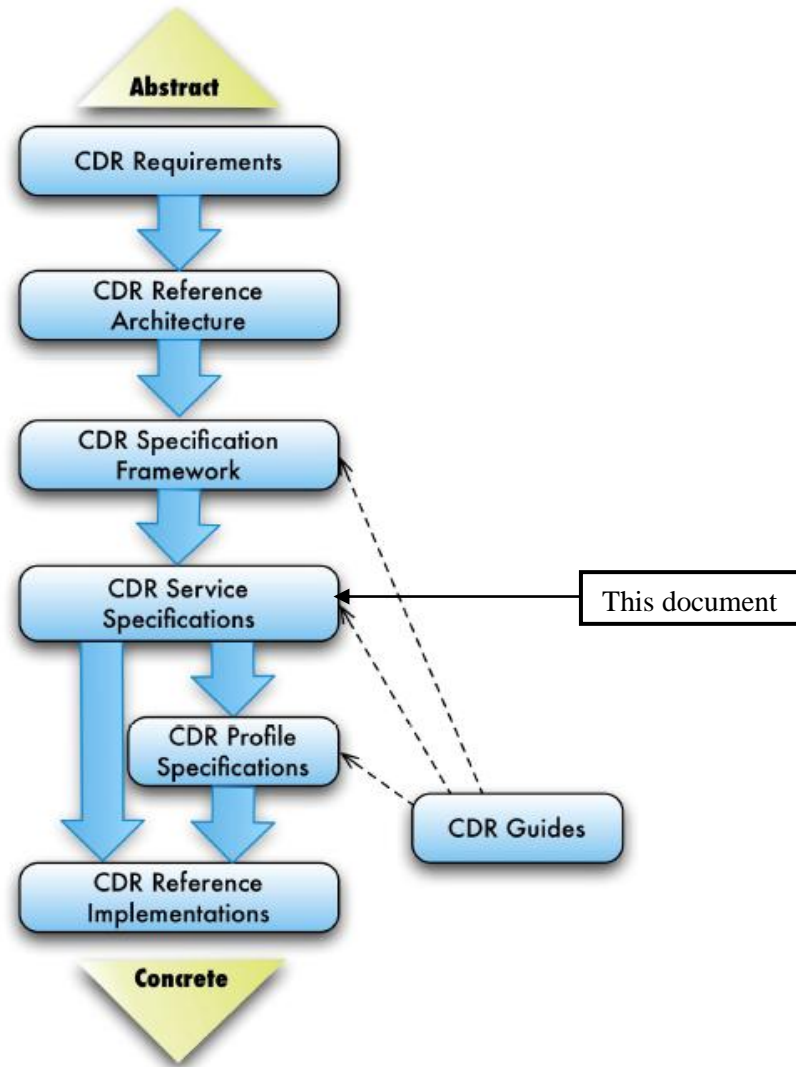 Abstract
CDR Requirements
CDR Reference
Architecture
CDR Specification
Framework
CDR Service
Specifications
This document
CDR Profile
Specifications
CDR Guides
CDR Reference
Implementations
Concrete